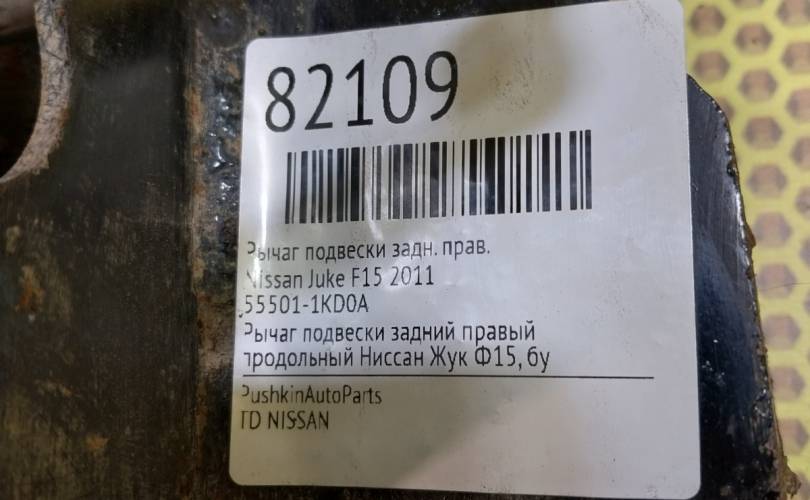 82109
Рычаг подвески задн. прав.
Nissan Juke F15 2011
55501-1KD0A
Рычаг подвески задний правый
продольный Ниссан Жук Ф15, бу
PushkinAutoParts
TD NISSAN